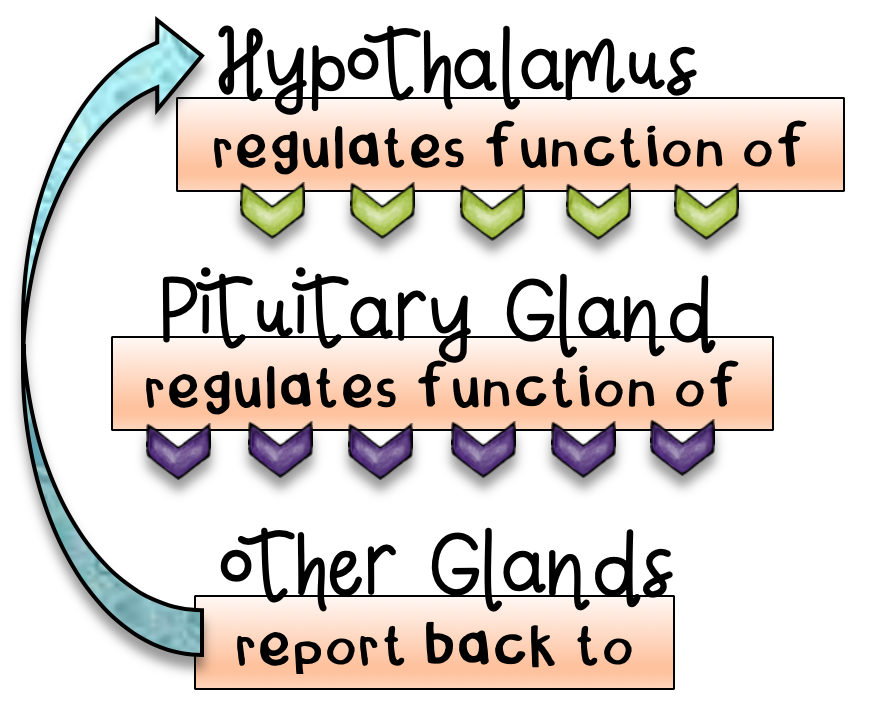 Hypothalamus
regulates function of
Pituitary Gland
regulates function of
other Glands
report back to